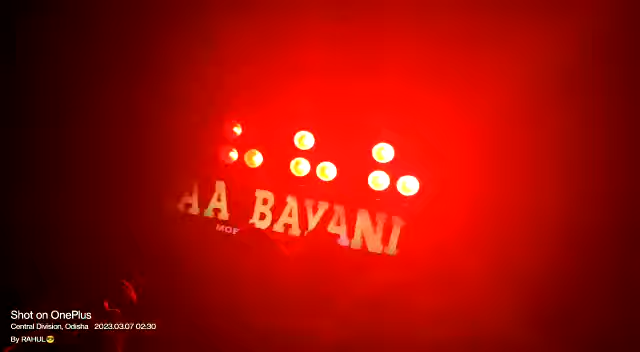 AA BAYANI
Shot on OnePlus
Central Division, Odisha 2023.03.07 02:30
By RAHUL😎